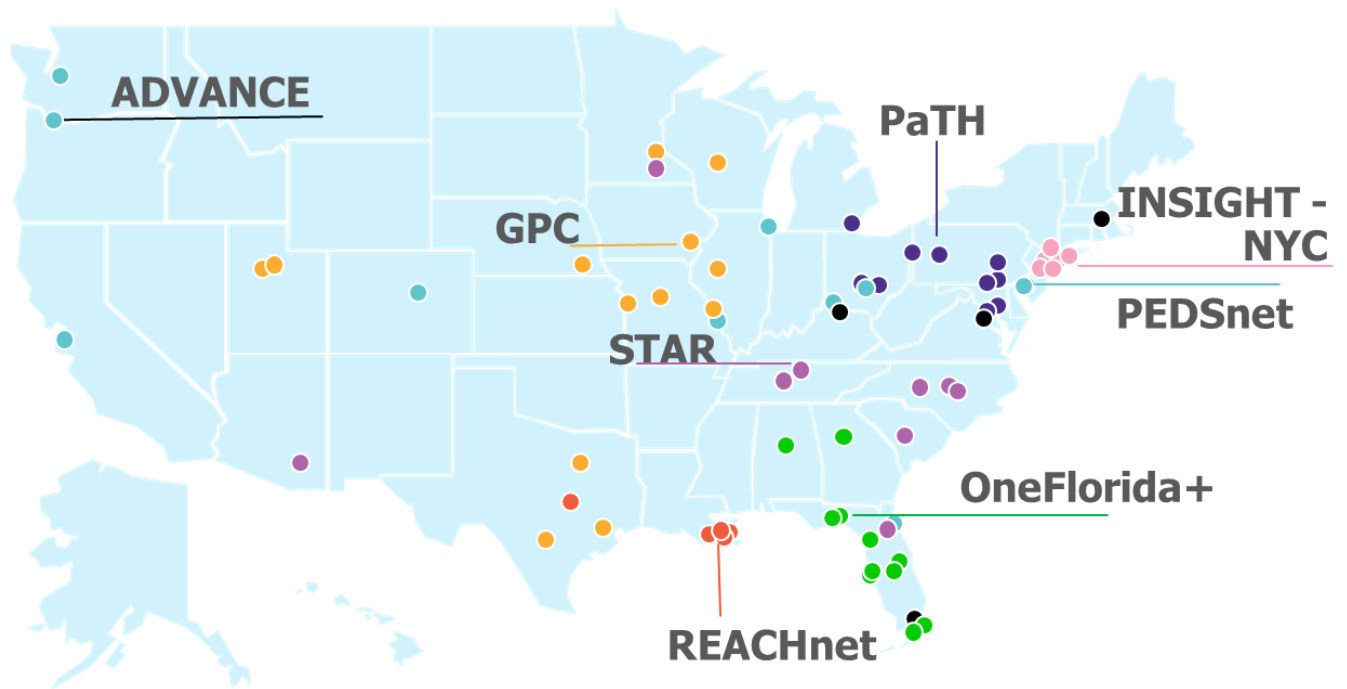 ADVANCE
PaTH
INSIGHT -
NYC
GPC
PEDSnet
STAR
OneFlorida+
REACHnet